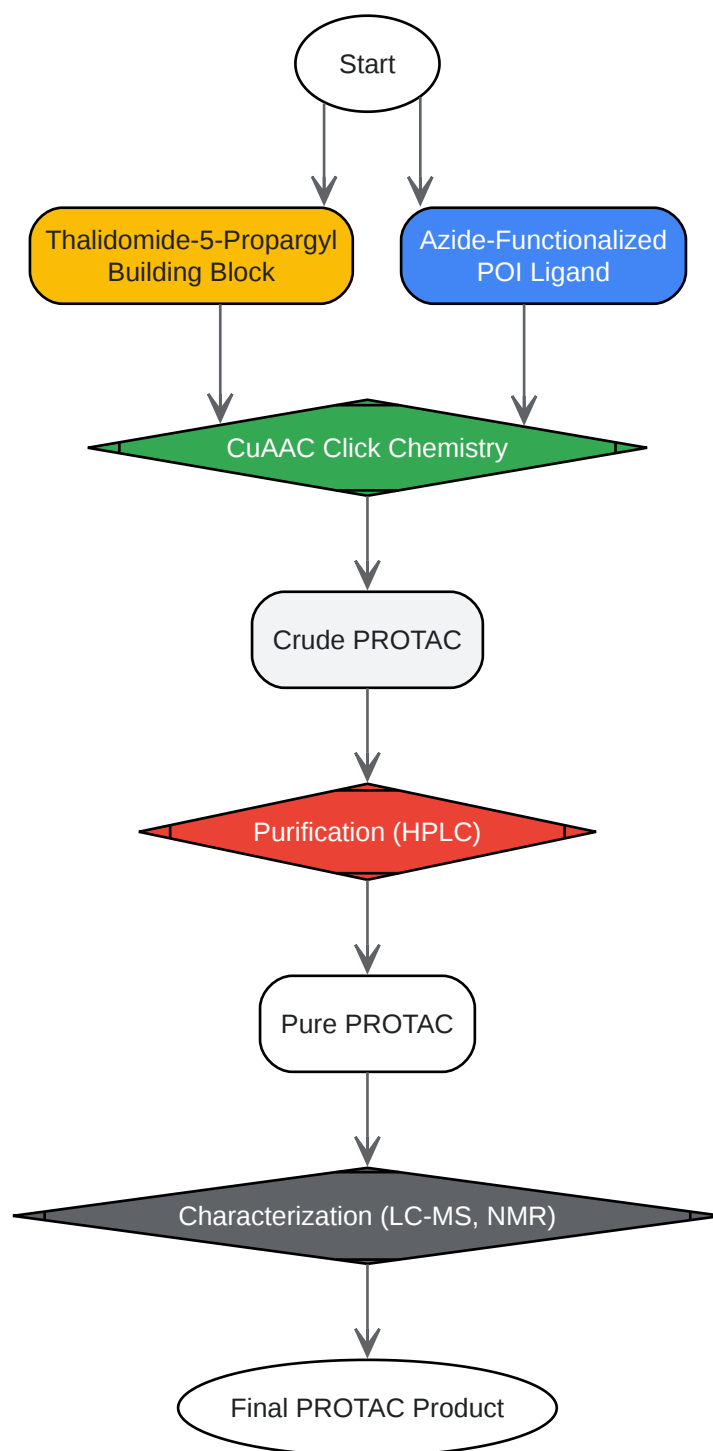 Start
Thalidomide-5-Propargyl
Building Block
Azide-Functionalized
POI Ligand
CuAAC Click Chemistry
Crude PROTAC
Purification (HPLC)
Pure PROTAC
Characterization (LC-MS, NMR)
Final PROTAC Product